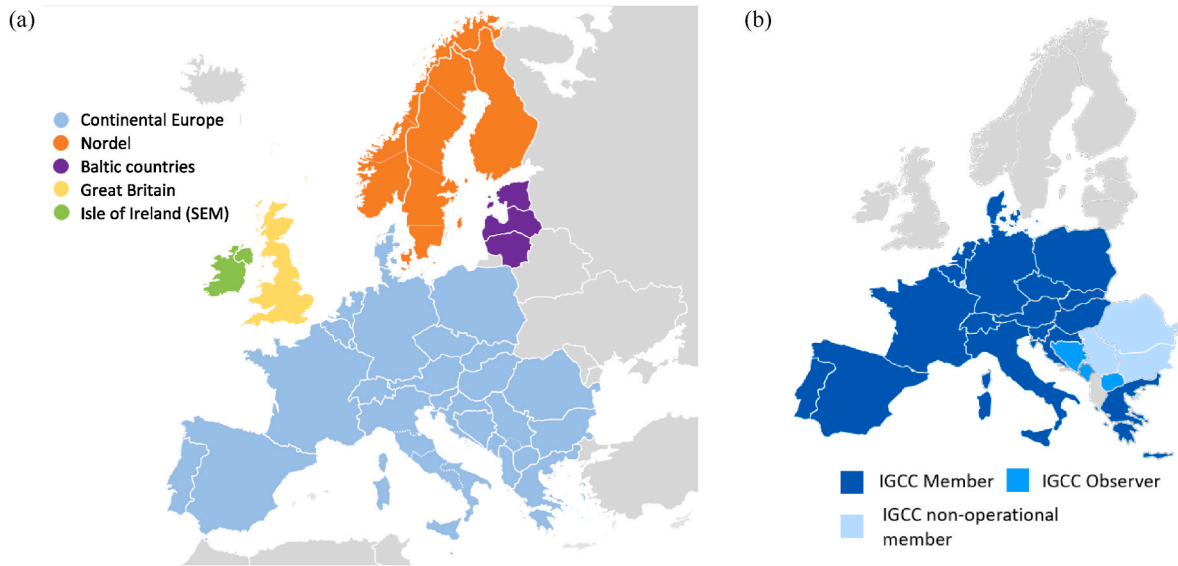 (a)
Continental Europe
Nordel
Baltic countries
Great Britain
Isle of Ireland (SEM)
(b)
IGCC Member
IGCC Observer
IGCC non-operational
member